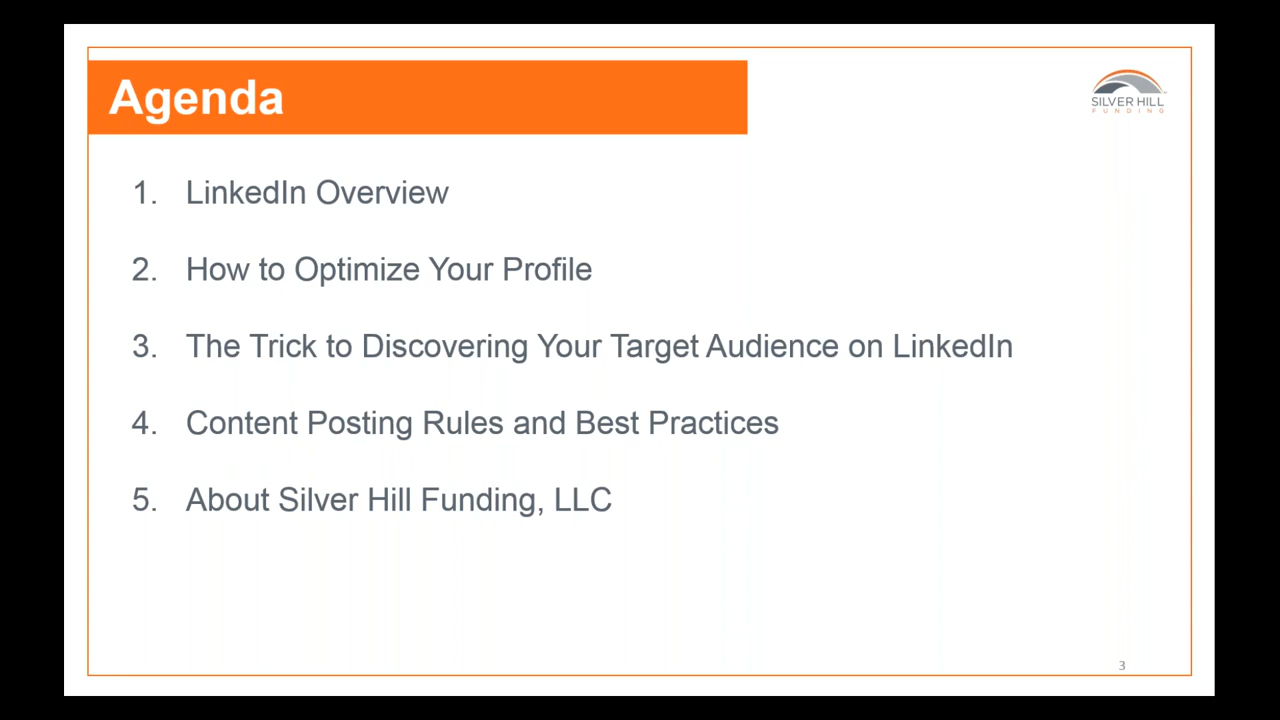 Agenda
SILVER HILL
FUNDING
1. LinkedIn Overview
2. How to Optimize Your Profile
3. The Trick to Discovering Your Target Audience on LinkedIn
4. Content Posting Rules and Best Practices
5. About Silver Hill Funding, LLC
3